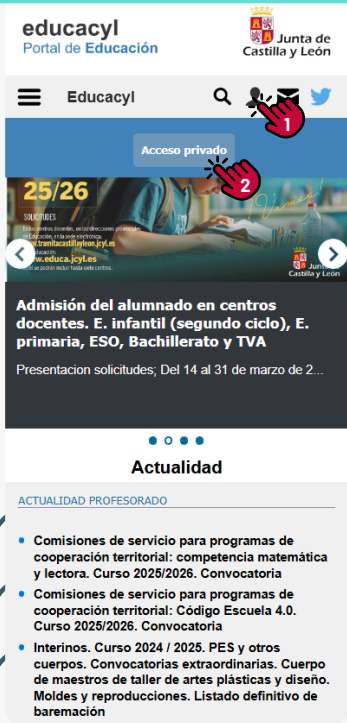 educacyl
Portal de Educación
Junta de
Castilla y León
Educacyl
1
Acceso privado
2
25/26
SOLICITUDES
www.tramitacastillayleon.jcyl.es
www.educa.jcyl.es
¡Vamos!
Junta de
Castilla y León
Admisión del alumnado en centros
docentes. E. infantil (segundo ciclo), E.
primaria, ESO, Bachillerato y TVA
Presentacion solicitudes; Del 14 al 31 de marzo de 2...
Actualidad
ACTUALIDAD PROFESORADO
Comisiones de servicio para programas de
cooperación territorial: competencia matemática
y lectora. Curso 2025/2026. Convocatoria
Comisiones de servicio para programas de
cooperación territorial: Código Escuela 4.0.
Curso 2025/2026. Convocatoria
Interinos. Curso 2024 / 2025. PES y otros
cuerpos. Convocatorias extraordinarias. Cuerpo
de maestros de taller de artes plásticas y diseño.
Moldes y reproducciones. Listado definitivo de
baremación